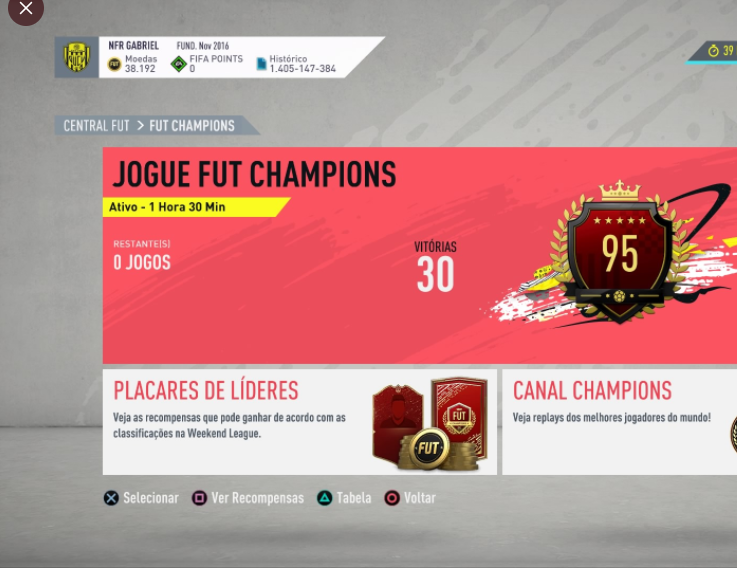 NFR GABRIEL FUND. Nov 2016
Moedas FIFA POINTS Histórico
38.192 0 1.405-147-384
39
CENTRAL FUT > FUT CHAMPIONS
JOGUE FUT CHAMPIONS
Ativo - 1 Hora 30 Min
RESTANTE(S)
0 JOGOS
VITÓRIAS
30
95
PLACARES DE LÍDERES
Veja as recompensas que pode ganhar de acordo com as
classificações na Weekend League.
FUT
FUT
CANAL CHAMPIONS
Veja replays dos melhores jogadores do mundo!
Selecionar Ver Recompensas Tabela Voltar